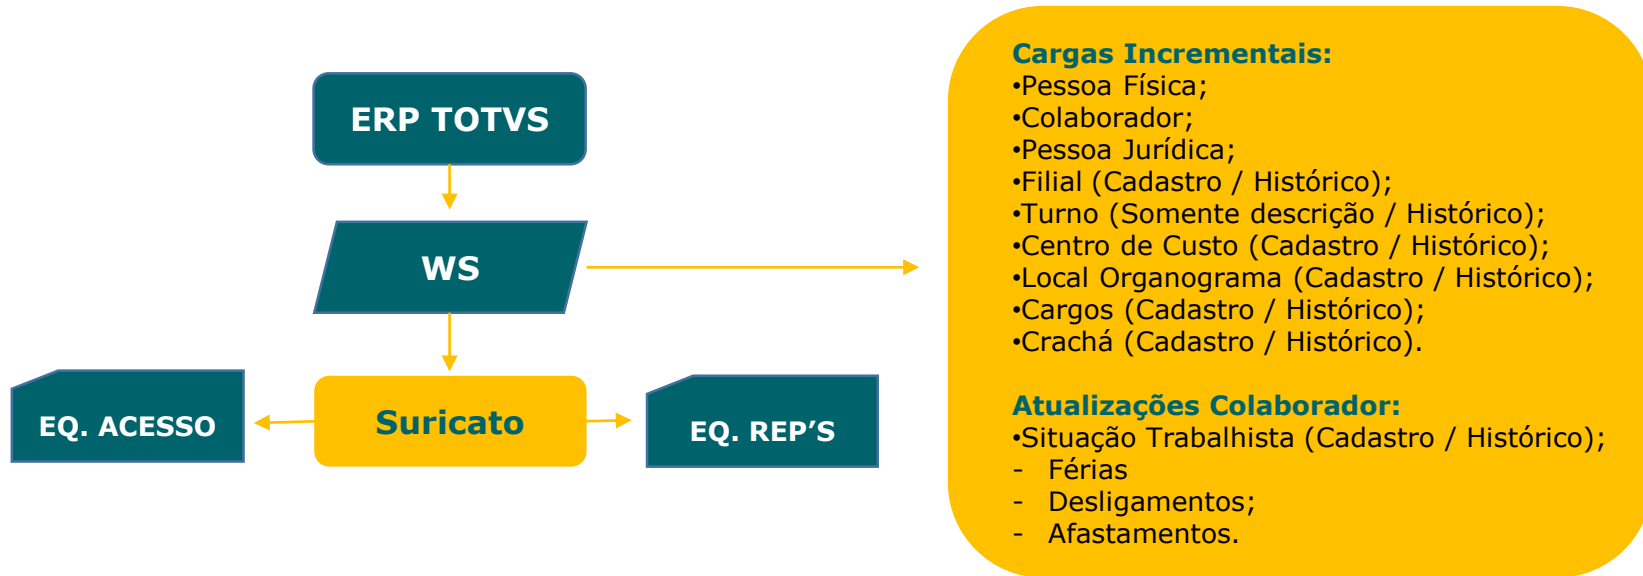 ERP TOTVS
WS
EQ. ACESSO
Suricato
EQ. REP’S
Cargas Incrementais:
•Pessoa Física;
•Colaborador;
•Pessoa Jurídica;
•Filial (Cadastro / Histórico);
•Turno (Somente descrição / Histórico);
•Centro de Custo (Cadastro / Histórico);
•Local Organograma (Cadastro / Histórico);
•Cargos (Cadastro / Histórico);
•Crachá (Cadastro / Histórico).
Atualizações Colaborador:
•Situação Trabalhista (Cadastro / Histórico);
- Férias
- Desligamentos;
- Afastamentos.